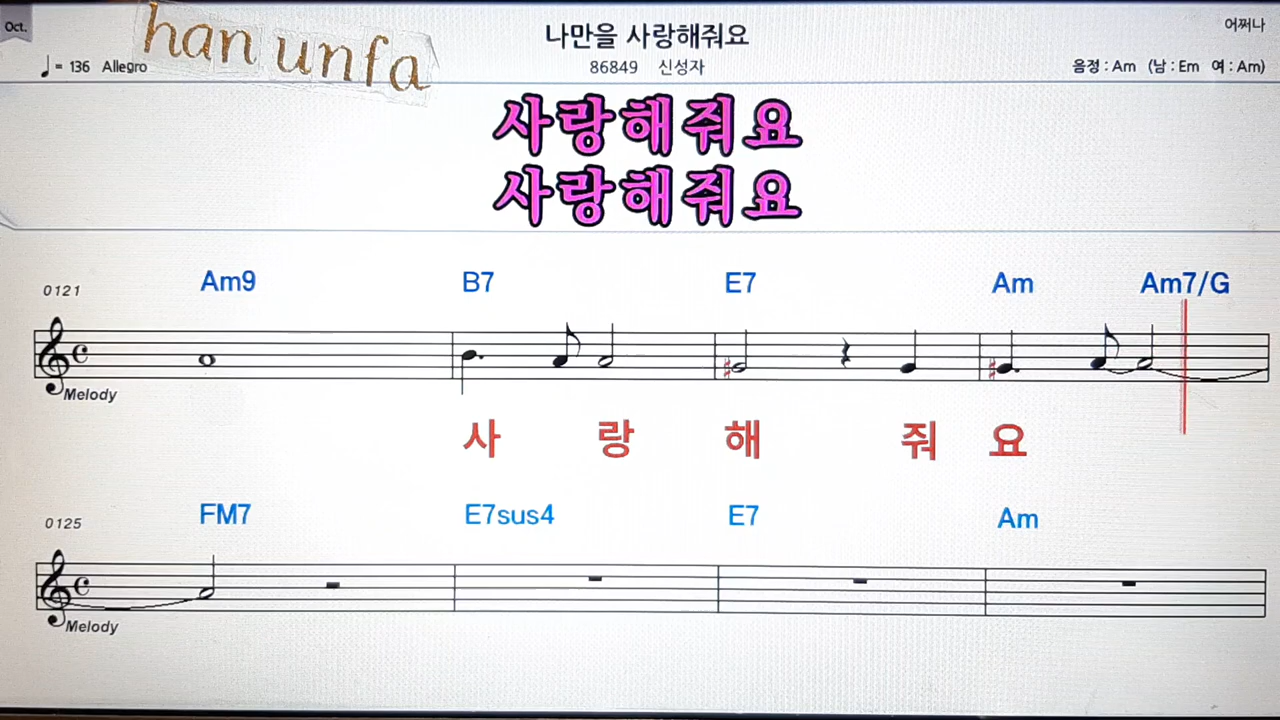 Oct.
han unfa
나만을 사랑해줘요
어쩌나
♩= 136 Allegro
86849 신성자
음정 : Am (남 : Em 여 : Am)
사랑해줘요
사랑해줘요
0121 Am9 B7 E7 Am Am7/G
Melody
사 랑 해 줘 요
0125 FM7 E7sus4 E7 Am
Melody